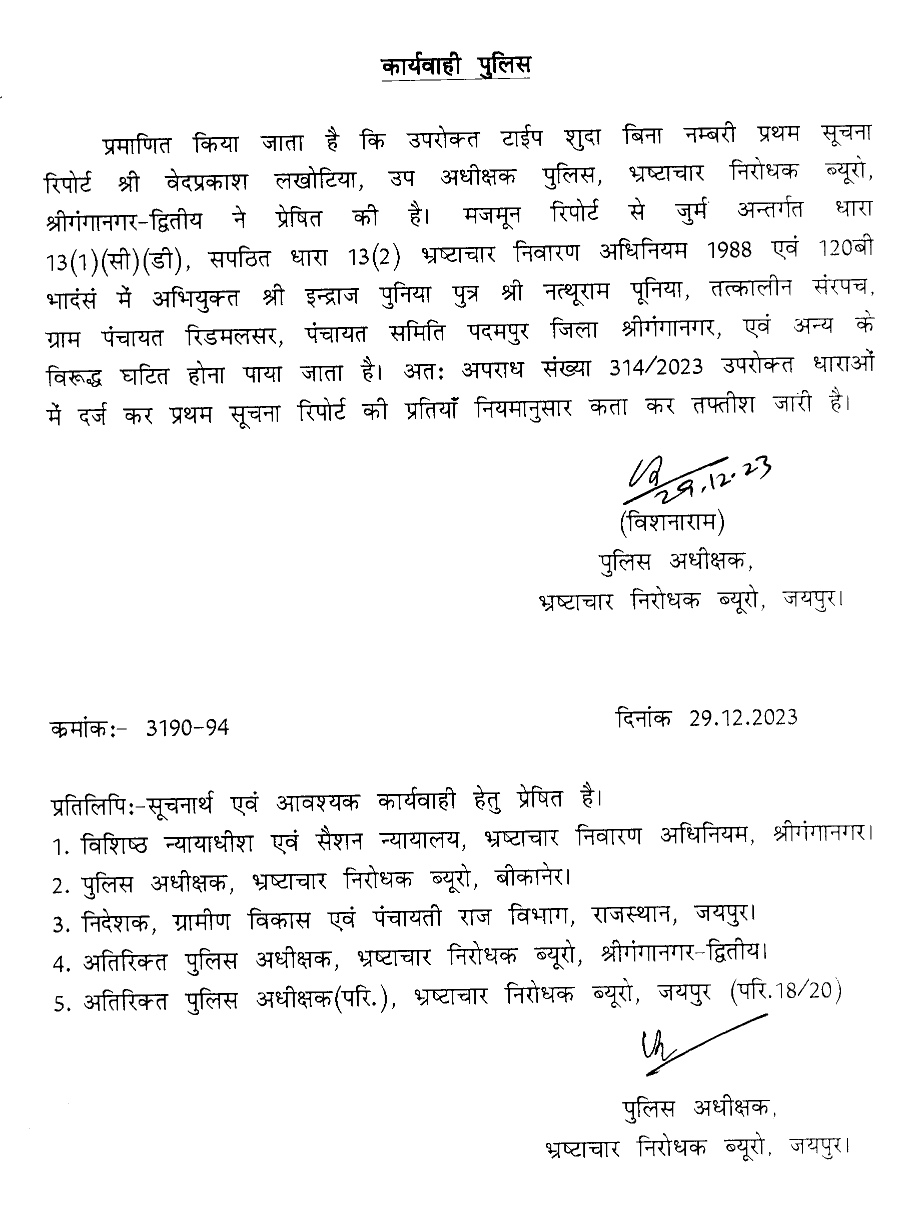 कार्यवाही पुलिस
प्रमाणित किया जाता है कि उपरोक्त टाईप शुदा बिना नम्बरी प्रथम सूचना
रिपोर्ट श्री वेदप्रकाश लखोटिया, उप अधीक्षक पुलिस, भ्रष्टाचार निरोधक ब्यूरो,
श्रीगंगानगर-द्वितीय ने प्रेषित की है। मजमून रिपोर्ट से जुर्म अन्तर्गत धारा
13(1)(सी)(डी), सपठित धारा 13(2) भ्रष्टाचार निवारण अधिनियम 1988 एवं 120बी
भादंसं में अभियुक्त श्री इन्द्राज पुनिया पुत्र श्री नत्थूराम पूनिया, तत्कालीन संरपच,
ग्राम पंचायत रिडमलसर, पंचायत समिति पदमपुर जिला श्रीगंगानगर, एवं अन्य के
विरूद्ध घटित होना पाया जाता है। अतः अपराध संख्या 314/2023 उपरोक्त धाराओं
में दर्ज कर प्रथम सूचना रिपोर्ट की प्रतियाँ नियमानुसार कता कर तफ्तीश जारी है।
29.12.23
(विशनाराम)
पुलिस अधीक्षक,
भ्रष्टाचार निरोधक ब्यूरो, जयपुर।
क्रमांक:- 3190-94 दिनांक 29.12.2023
प्रतिलिपि:-सूचनार्थ एवं आवश्यक कार्यवाही हेतु प्रेषित है।
1. विशिष्ठ न्यायाधीश एवं सैशन न्यायालय, भ्रष्टाचार निवारण अधिनियम, श्रीगंगानगर।
2. पुलिस अधीक्षक, भ्रष्टाचार निरोधक ब्यूरो, बीकानेर।
3. निदेशक, ग्रामीण विकास एवं पंचायती राज विभाग, राजस्थान, जयपुर।
4. अतिरिक्त पुलिस अधीक्षक, भ्रष्टाचार निरोधक ब्यूरो, श्रीगंगानगर-द्वितीय।
5. अतिरिक्त पुलिस अधीक्षक(परि.), भ्रष्टाचार निरोधक ब्यूरो, जयपुर (परि.18/20)
पुलिस अधीक्षक,
भ्रष्टाचार निरोधक ब्यूरो, जयपुर।